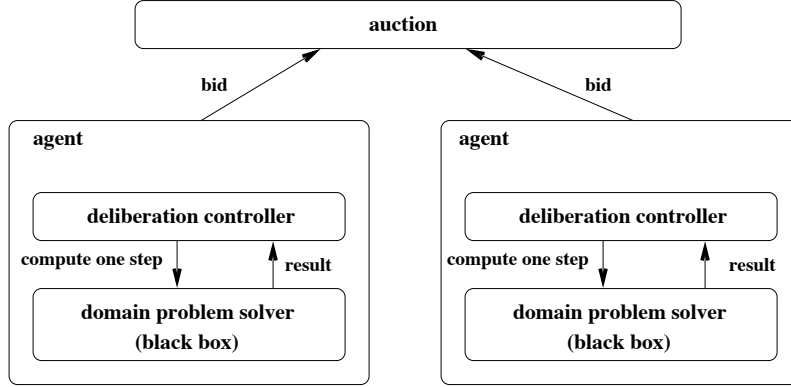 auction
bid
bid
agent
agent
deliberation controller
deliberation controller
compute one step
result
compute one step
result
domain problem solver
(black box)
domain problem solver
(black box)